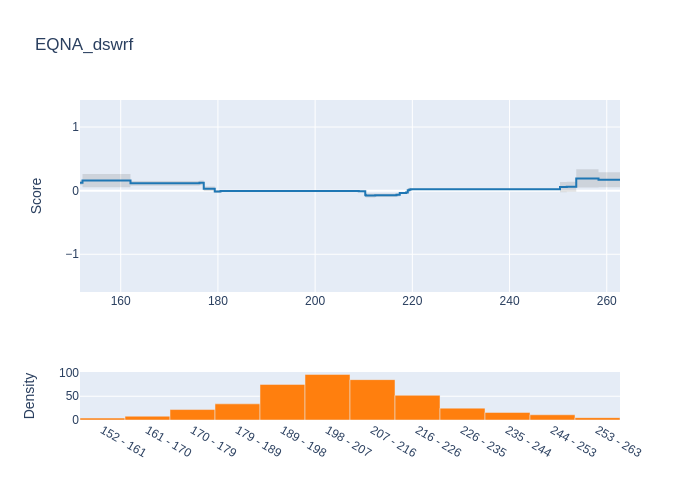 EQNA_dswrf
Score
1
0
−1
160 180 200 220 240 260
Density
100
50
0
152 - 161
161 - 170
170 - 179
179 - 189
189 - 198
198 - 207
207 - 216
216 - 226
226 - 235
235 - 244
244 - 253
253 - 263